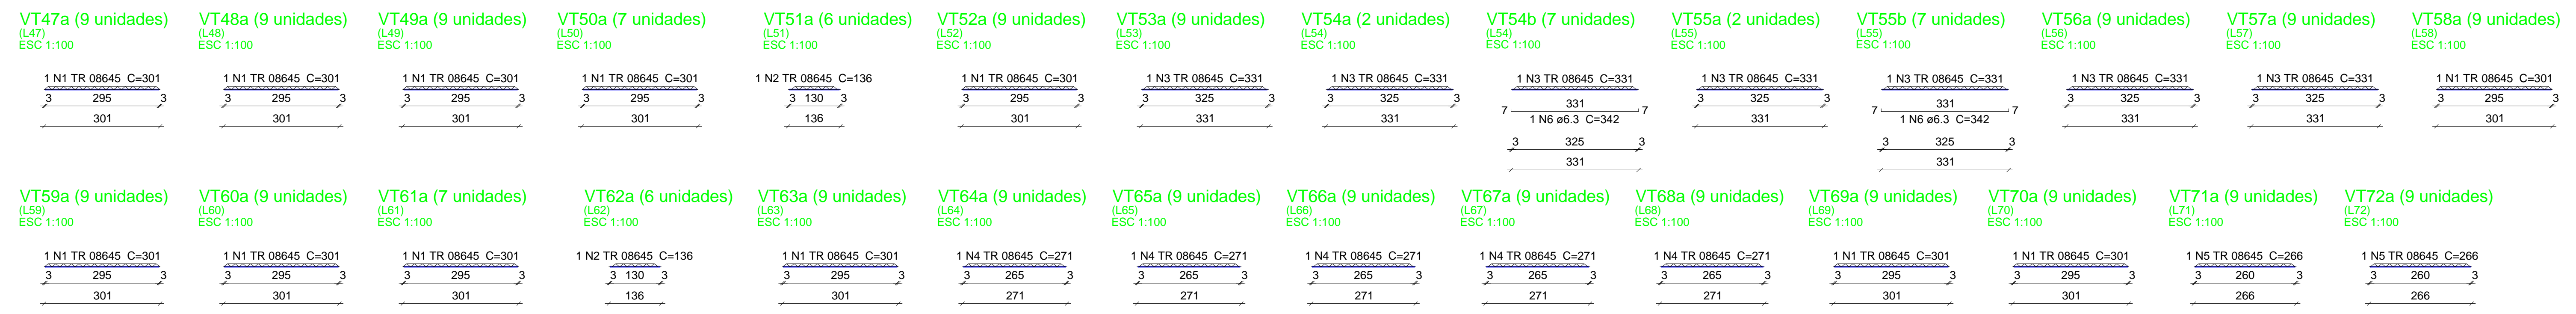 VT47a (9 unidades)
(L47)
ESC 1:100
1 N1 TR 08645 C=301
3 295 3
301
VT48a (9 unidades)
(L48)
ESC 1:100
1 N1 TR 08645 C=301
3 295 3
301
VT49a (9 unidades)
(L49)
ESC 1:100
1 N1 TR 08645 C=301
3 295 3
301
VT50a (7 unidades)
(L50)
ESC 1:100
1 N1 TR 08645 C=301
3 295 3
301
VT51a (6 unidades)
(L51)
ESC 1:100
1 N2 TR 08645 C=136
3 130 3
136
VT52a (9 unidades)
(L52)
ESC 1:100
1 N1 TR 08645 C=301
3 295 3
301
VT53a (9 unidades)
(L53)
ESC 1:100
1 N3 TR 08645 C=331
3 325 3
331
VT54a (2 unidades)
(L54)
ESC 1:100
1 N3 TR 08645 C=331
3 325 3
331
VT54b (7 unidades)
(L54)
ESC 1:100
1 N3 TR 08645 C=331
331
7 7
1 N6 ø6.3 C=342
3 325 3
331
VT55a (2 unidades)
(L55)
ESC 1:100
1 N3 TR 08645 C=331
3 325 3
331
VT55b (7 unidades)
(L55)
ESC 1:100
1 N3 TR 08645 C=331
331
7 7
1 N6 ø6.3 C=342
3 325 3
331
VT56a (9 unidades)
(L56)
ESC 1:100
1 N3 TR 08645 C=331
3 325 3
331
VT57a (9 unidades)
(L57)
ESC 1:100
1 N3 TR 08645 C=331
3 325 3
331
VT58a (9 unidades)
(L58)
ESC 1:100
1 N1 TR 08645 C=301
3 295 3
301
VT59a (9 unidades)
(L59)
ESC 1:100
1 N1 TR 08645 C=301
3 295 3
301
VT60a (9 unidades)
(L60)
ESC 1:100
1 N1 TR 08645 C=301
3 295 3
301
VT61a (7 unidades)
(L61)
ESC 1:100
1 N1 TR 08645 C=301
3 295 3
301
VT62a (6 unidades)
(L62)
ESC 1:100
1 N2 TR 08645 C=136
3 130 3
136
VT63a (9 unidades)
(L63)
ESC 1:100
1 N1 TR 08645 C=301
3 295 3
301
VT64a (9 unidades)
(L64)
ESC 1:100
1 N4 TR 08645 C=271
3 265 3
271
VT65a (9 unidades)
(L65)
ESC 1:100
1 N4 TR 08645 C=271
3 265 3
271
VT66a (9 unidades)
(L66)
ESC 1:100
1 N4 TR 08645 C=271
3 265 3
271
VT67a (9 unidades)
(L67)
ESC 1:100
1 N4 TR 08645 C=271
3 265 3
271
VT68a (9 unidades)
(L68)
ESC 1:100
1 N4 TR 08645 C=271
3 265 3
271
VT69a (9 unidades)
(L69)
ESC 1:100
1 N1 TR 08645 C=301
3 295 3
301
VT70a (9 unidades)
(L70)
ESC 1:100
1 N1 TR 08645 C=301
3 295 3
301
VT71a (9 unidades)
(L71)
ESC 1:100
1 N5 TR 08645 C=266
3 260 3
266
VT72a (9 unidades)
(L72)
ESC 1:100
1 N5 TR 08645 C=266
3 260 3
266